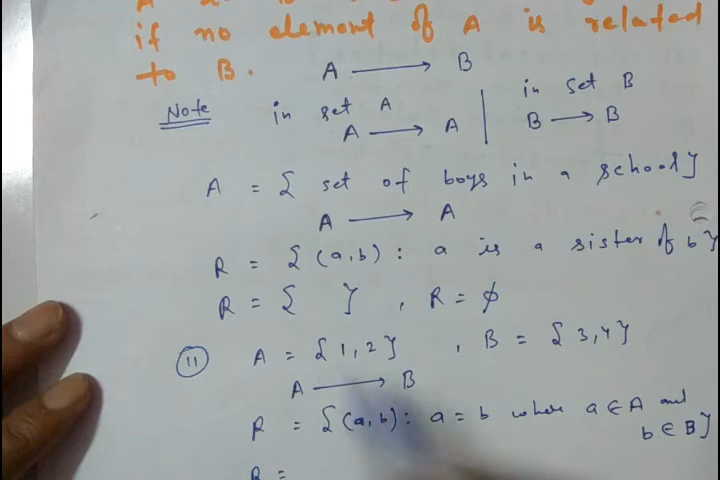 if no element of A is related
to B.
A ⟶ B
Note in set A | in set B
A ⟶ A | B ⟶ B
A = { set of boys in a school}
A ⟶ A
R = {(a,b) : a is a sister of b}
R = { } , R = ϕ
(ii) A = {1,2} , B = {3,4}
A ⟶ B
R = {(a,b): a = b where a ∈ A and
b ∈ B}
R =